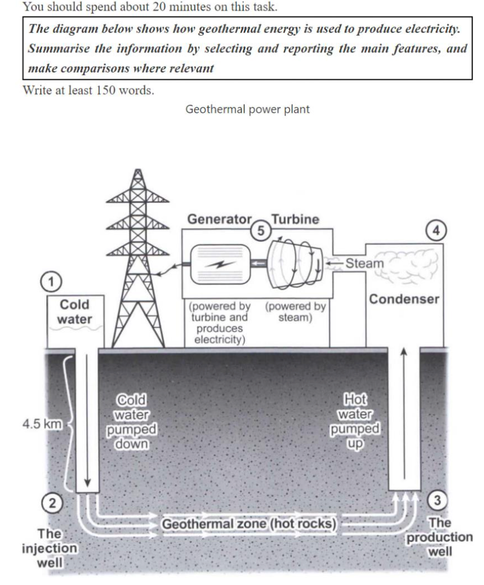 You should spend about 20 minutes on this task.
The diagram below shows how geothermal energy is used to produce electricity.
Summarise the information by selecting and reporting the main features, and
make comparisons where relevant
Write at least 150 words.
Geothermal power plant
Generator
Turbine
5
4
Steam
1
Cold
water
Condenser
(powered by
turbine and
produces
electricity)
(powered by
steam)
4.5 km
Cold
water
pumped
down
Hot
water
pumped
up
2
The
injection
well
Geothermal zone (hot rocks)
3
The
production
well